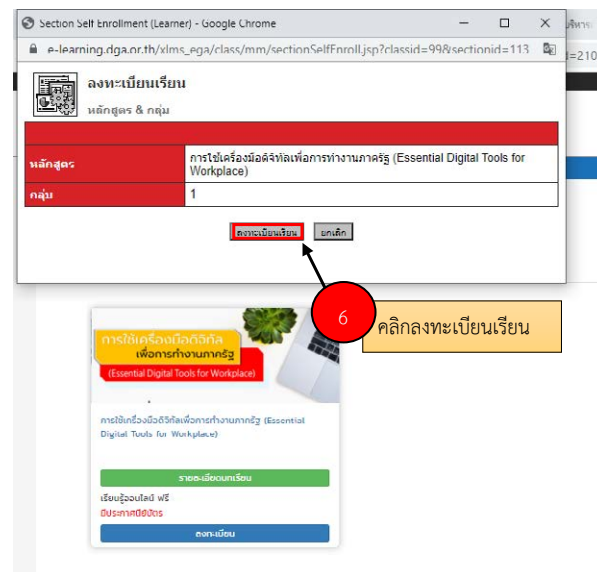 Section Self Enrollment (Learner) - Google Chrome
e-learning.dga.or.th/xlms_ega/class/mm/sectionSelfEnroll.jsp?classid=99&sectionid=113
d=210
ลงทะเบียนเรียน
หลักสูตร & กลุ่ม
หลักสูตร
การใช้เครื่องมือดิจิทัลเพื่อการทำงานภาครัฐ (Essential Digital Tools for
Workplace)
กลุ่ม
1
ลงทะเบียนเรียน ยกเลิก
6
คลิกลงทะเบียนเรียน
การใช้เครื่องมือดิจิทัล
เพื่อการทำงานภาครัฐ
(Essential Digital Tools for Workplace)
การใช้เครื่องมือดิจิทัลเพื่อการทำงานภาครัฐ (Essential
Digital Tools for Workplace)
รายละเอียดบทเรียน
เรียนรู้ออนไลน์ ฟรี
มีประกาศนียบัตร
ลงทะเบียน